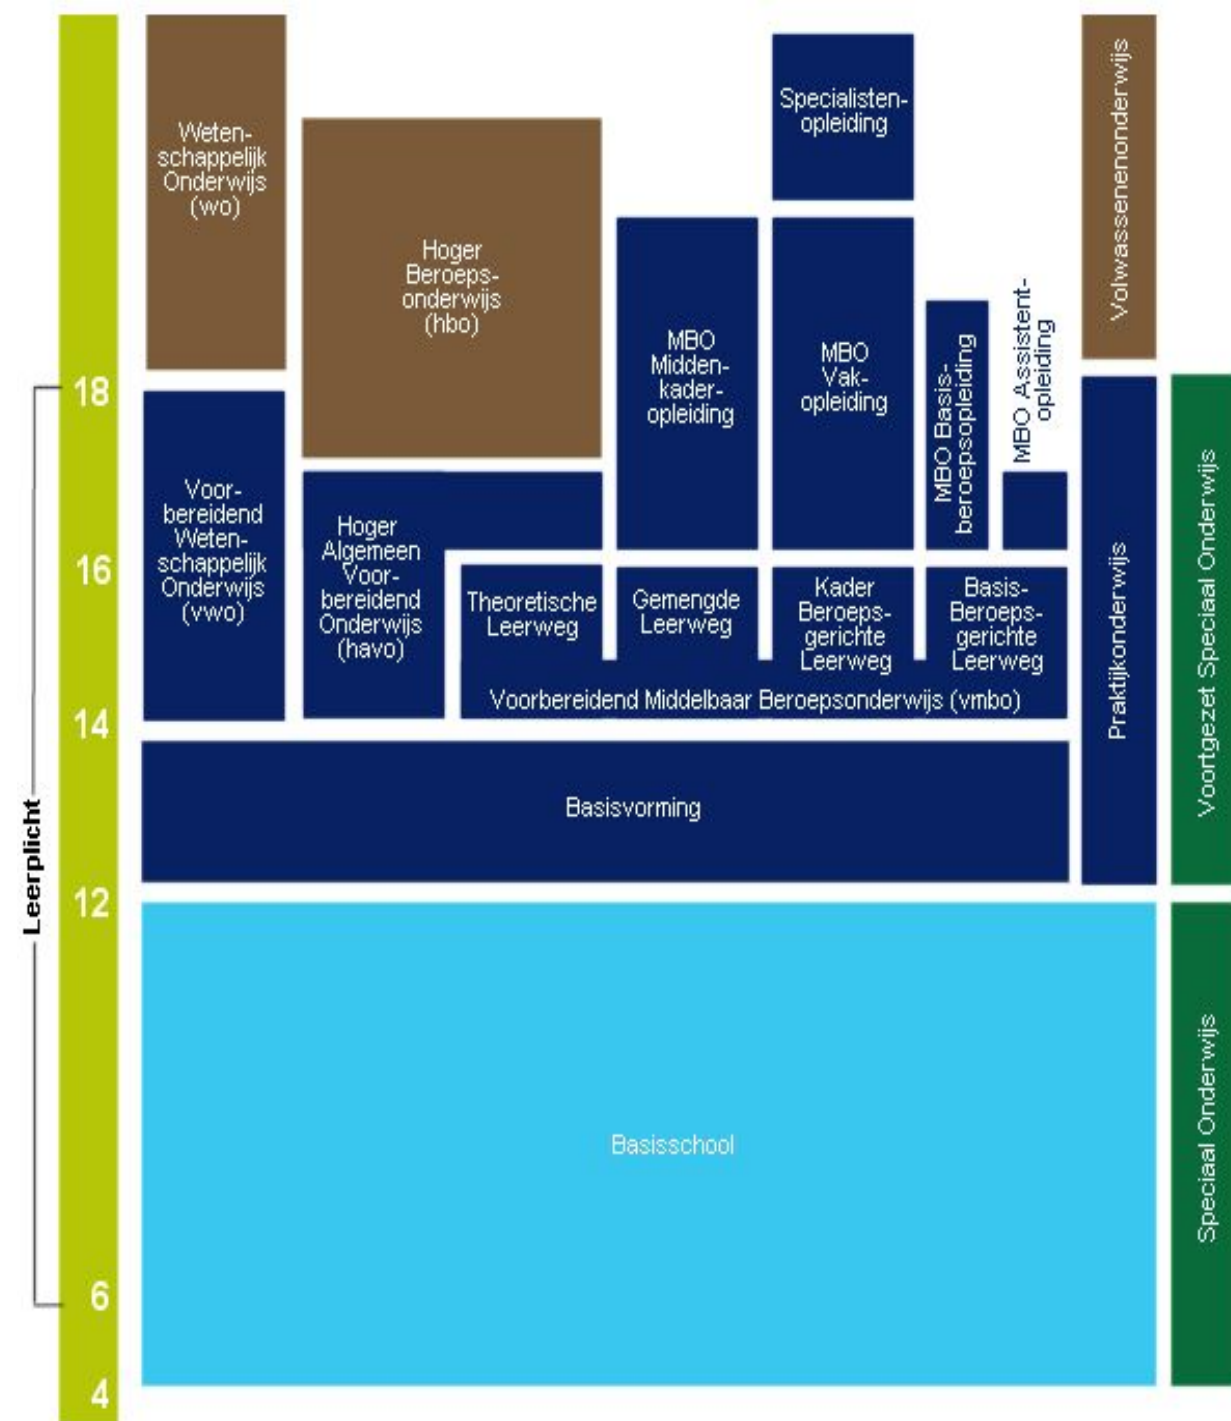 Leerplicht
18
16
14
12
6
4
Weten-
schappelijk
Onderwijs
(wo)
Hoger
Beroeps-
onderwijs
(hbo)
Specialisten-
opleiding
Volwassenenonderwijs
MBO
Midden-
kader-
opleiding
MBO
Vak-
opleiding
MBO Basis-
beroepsopleiding
MBO Assistent-
opleiding
Voor-
bereidend
Weten-
schappelijk
Onderwijs
(vwo)
Hoger
Algemeen
Voor-
bereidend
Onderwijs
(havo)
Theoretische
Leerweg
Gemengde
Leerweg
Kader
Beroeps-
gerichte
Leerweg
Basis-
Beroeps-
gerichte
Leerweg
Voorbereidend Middelbaar Beroepsonderwijs (vmbo)
Praktijkonderwijs
Voortgezet Speciaal Onderwijs
Basisvorming
Basisschool
Speciaal Onderwijs